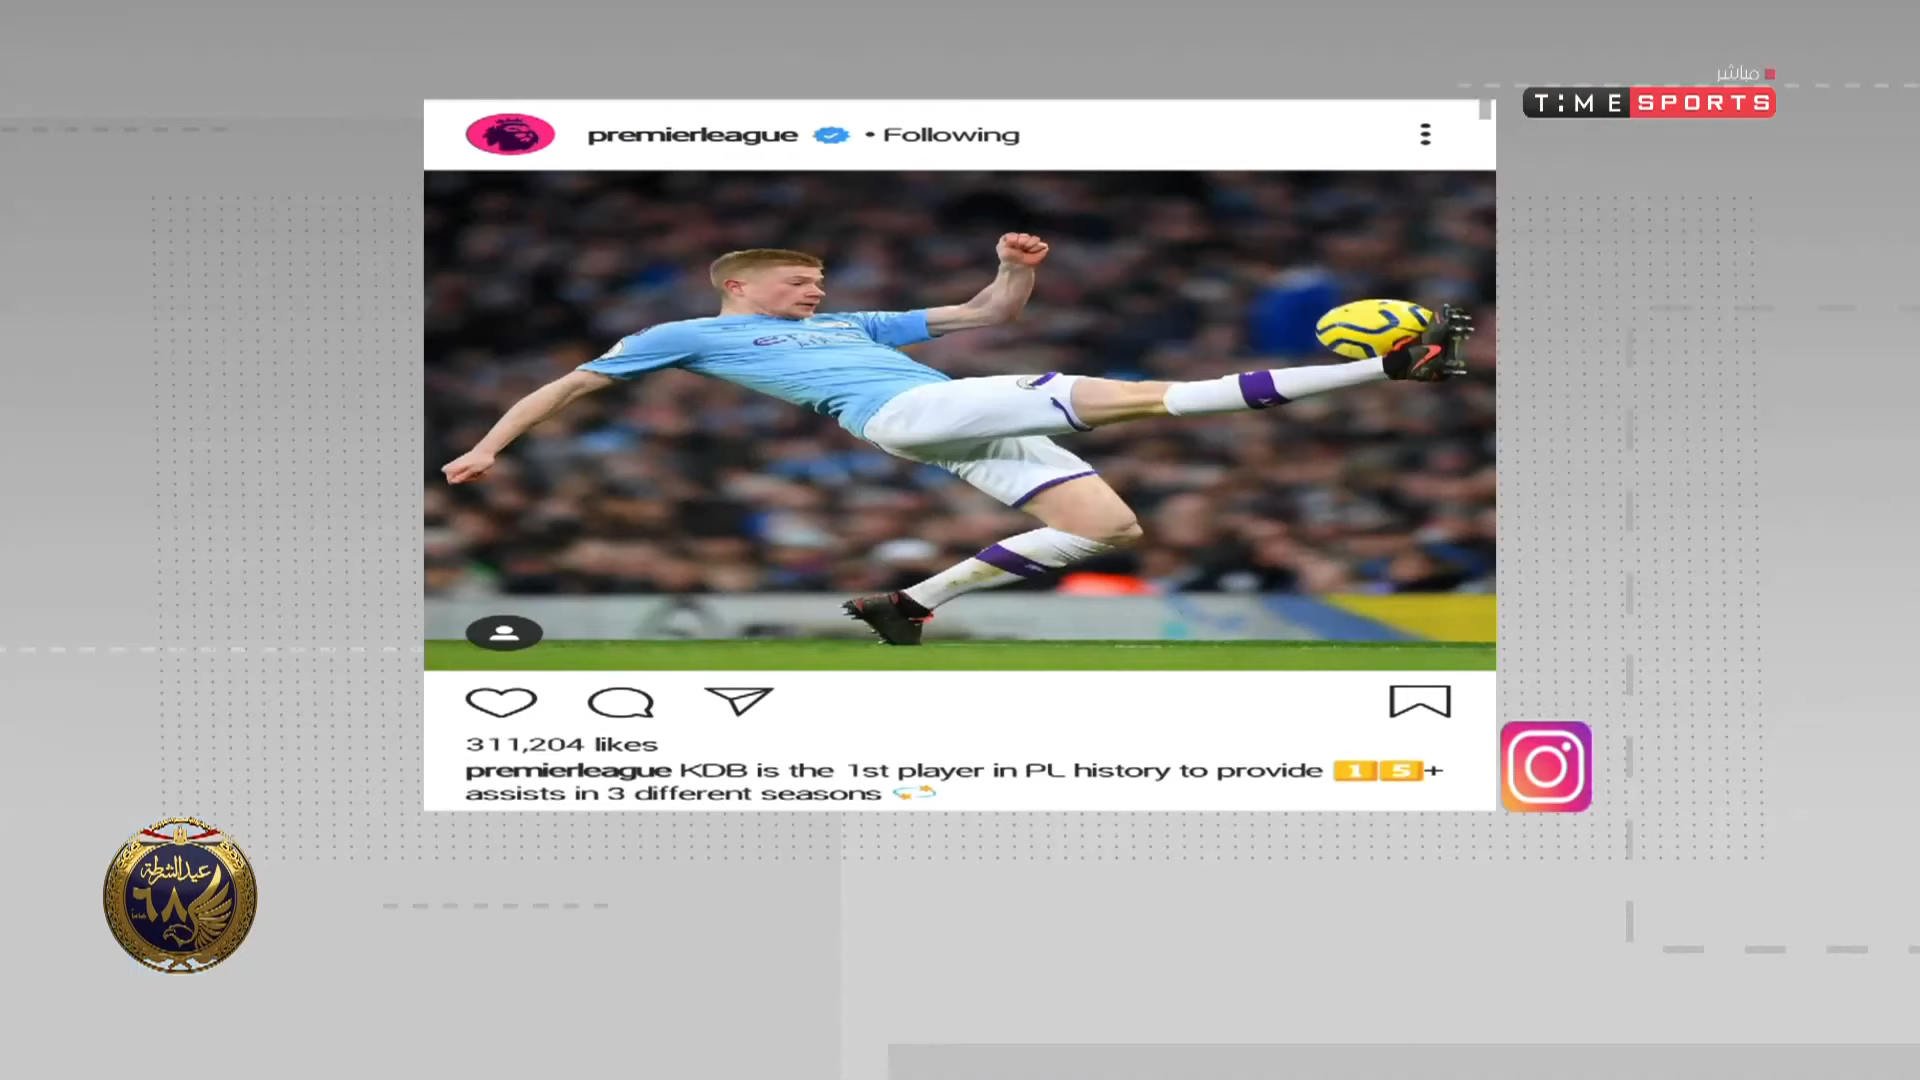 مباشر
TIME SPORTS
premierleague • Following
311,204 likes
premierleague KDB is the 1st player in PL history to provide 15+
assists in 3 different seasons
عيد الشرطة
٦٨
عاماً